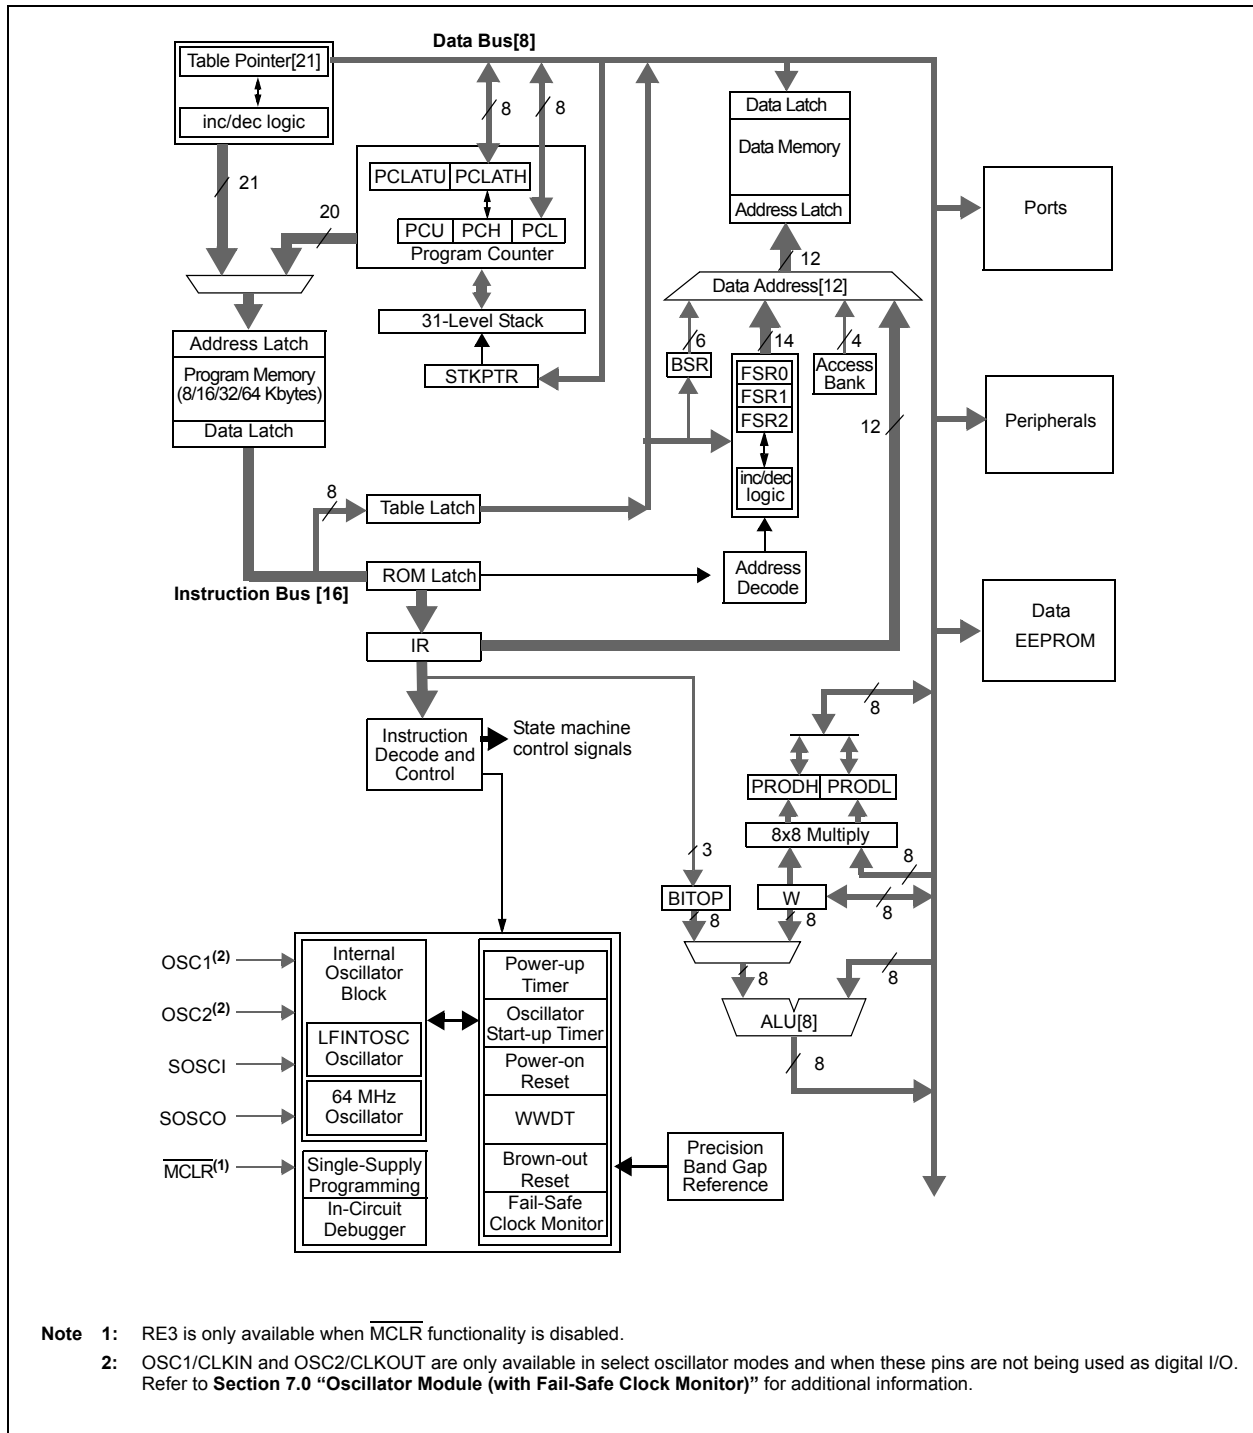 Data Bus[8]
Table Pointer[21]
inc/dec logic
21
20
8
8
PCLATU
PCLATH
PCU
PCH
PCL
Program Counter
31-Level Stack
STKPTR
Address Latch
Program Memory
(8/16/32/64 Kbytes)
Data Latch
8
Table Latch
ROM Latch
Instruction Bus [16]
IR
Instruction
Decode and
Control
State machine
control signals
Data Latch
Data Memory
Address Latch
12
Data Address[12]
6
14
4
BSR
FSR0
FSR1
FSR2
inc/dec
logic
Access
Bank
12
Address
Decode
Ports
Peripherals
Data
EEPROM
8
PRODH
PRODL
8x8 Multiply
3
8
BITOP
W
8
8
8
8
8
ALU[8]
8
OSC1(2)
OSC2(2)
SOSCI
SOSCO
MCLR(1)
Internal
Oscillator
Block
LFINTOSC
Oscillator
64 MHz
Oscillator
Single-Supply
Programming
In-Circuit
Debugger
Power-up
Timer
Oscillator
Start-up Timer
Power-on
Reset
WWDT
Brown-out
Reset
Fail-Safe
Clock Monitor
Precision
Band Gap
Reference
Note 1: RE3 is only available when MCLR functionality is disabled.
2: OSC1/CLKIN and OSC2/CLKOUT are only available in select oscillator modes and when these pins are not being used as digital I/O.
Refer to Section 7.0 “Oscillator Module (with Fail-Safe Clock Monitor)” for additional information.